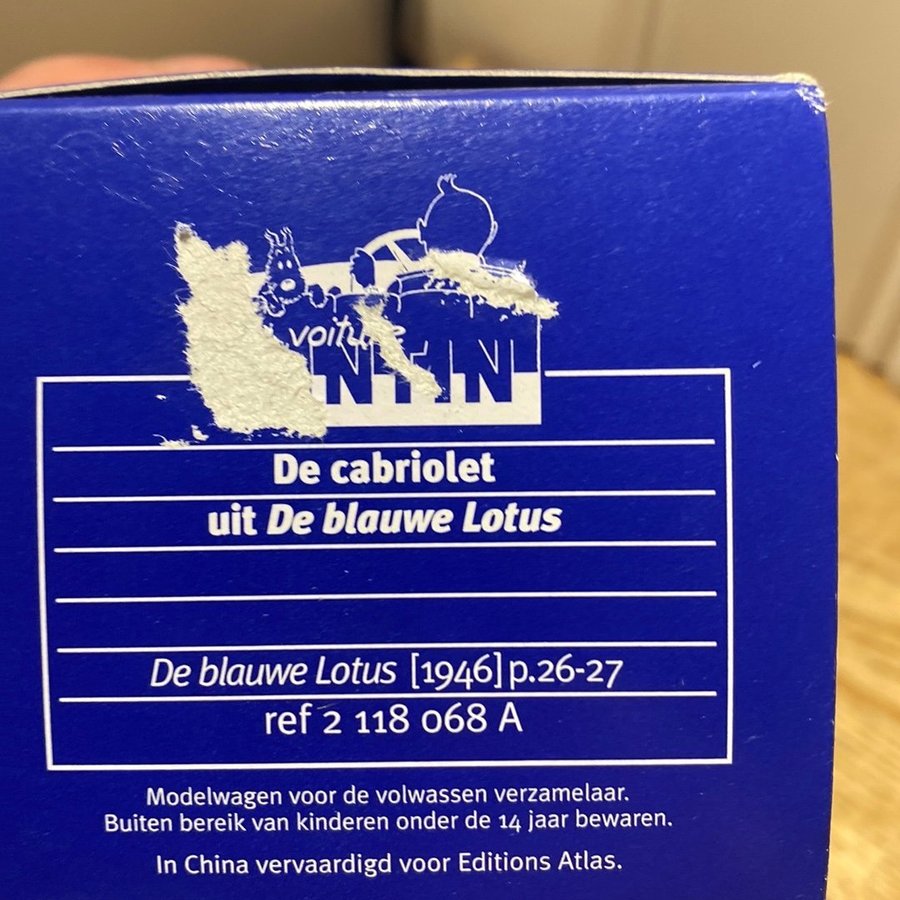 voiture
NTIN
De cabriolet
uit De blauwe Lotus
De blauwe Lotus [1946] p.26-27
ref 2 118 068 A
Modelwagen voor de volwassen verzamelaar.
Buiten bereik van kinderen onder de 14 jaar bewaren.
In China vervaardigd voor Editions Atlas.